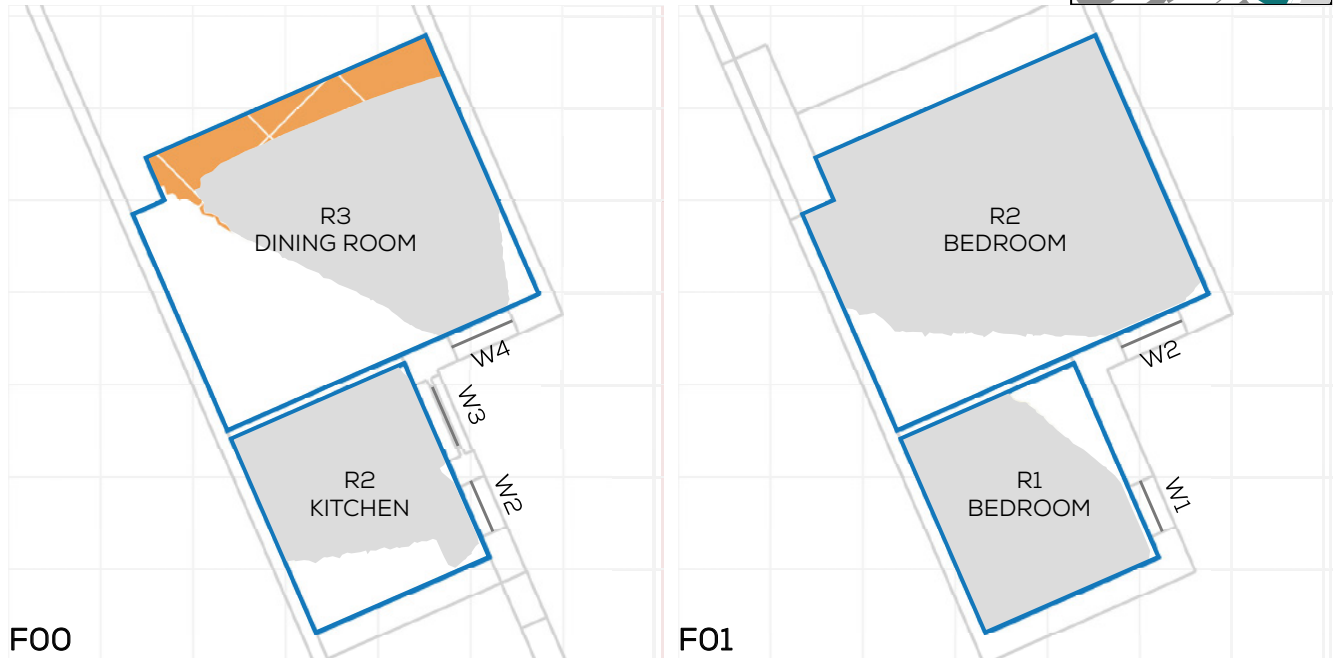 R3
DINING ROOM
W4
W3
R2
KITCHEN
W2
F00
R2
BEDROOM
W2
R1
BEDROOM
W1
F01